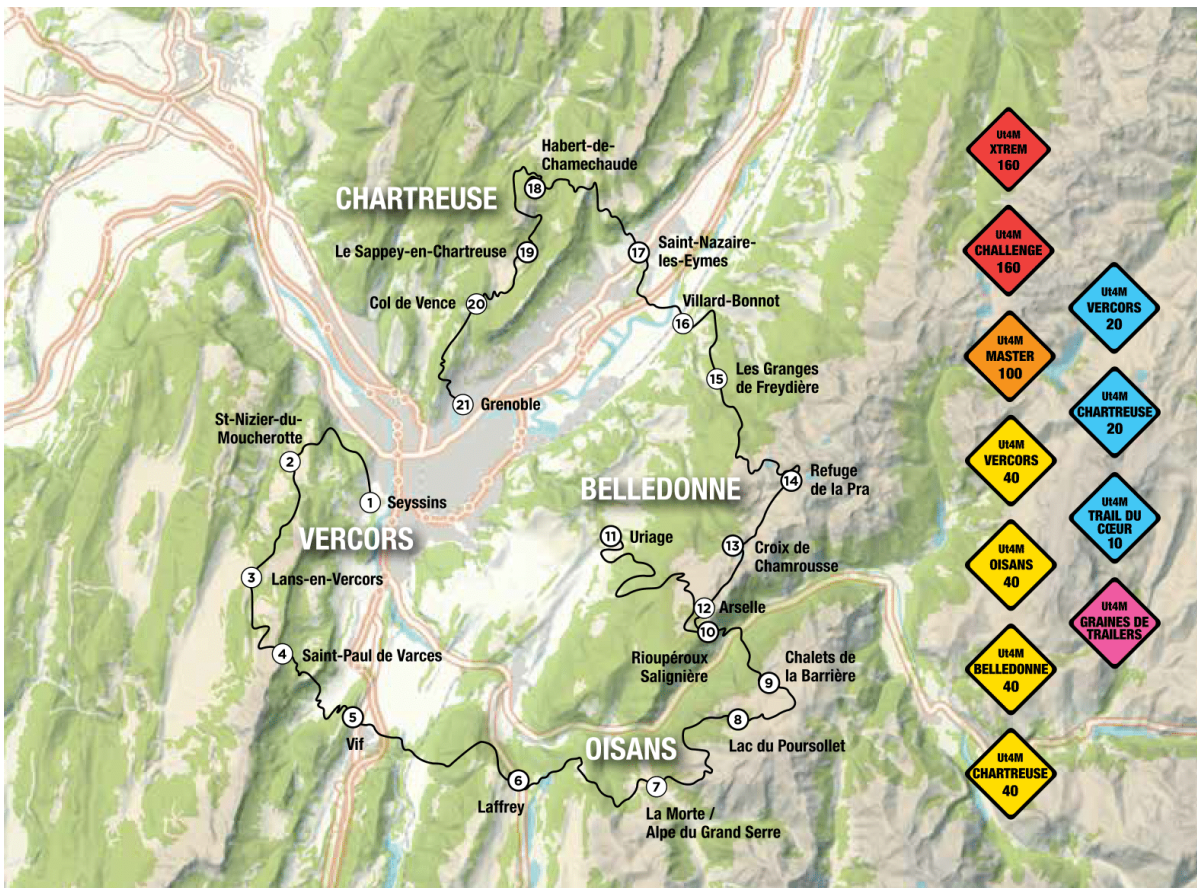 Habert-de-
Chamechaude
18
CHARTREUSE
Le Sappey-en-Chartreuse
19
17
Saint-Nazaire-
les-Eymes
Col de Vence
20
Villard-Bonnot
16
Les Granges
de Freydière
15
21
Grenoble
St-Nizier-du-
Moucherotte
2
1
Seyssins
VERCORS
BELLEDONNE
14
Refuge
de la Pra
11
Uriage
13
Croix de
Chamrousse
3
Lans-en-Vercors
12
Arselle
10
Rioupéroux
Salignière
4
Saint-Paul de Varces
Chalets de
la Barrière
9
5
Vif
8
Lac du Poursollet
OISANS
6
Laffrey
7
La Morte /
Alpe du Grand Serre
Ut4M
XTREM
160
Ut4M
CHALLENGE
160
Ut4M
MASTER
100
Ut4M
VERCORS
40
Ut4M
OISANS
40
Ut4M
BELLEDONNE
40
Ut4M
CHARTREUSE
40
Ut4M
VERCORS
20
Ut4M
CHARTREUSE
20
Ut4M
TRAIL DU
CŒUR
10
Ut4M
GRAINES DE
TRAILERS